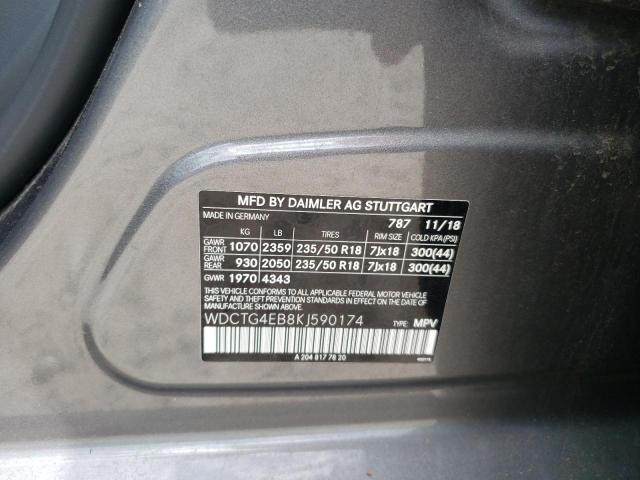 MFD BY DAIMLER AG STUTTGART
MADE IN GERMANY 787 11/18
KG LB TIRES RIM SIZE COLD KPA(PSI)
GAWR FRONT 1070 2359 235/50 R18 7Jx18 300(44)
GAWR REAR 930 2050 235/50 R18 7Jx18 300(44)
GVWR 1970 4343
THIS VEHICLE CONFORMS TO ALL APPLICABLE FEDERAL MOTOR VEHICLE
SAFETY, BUMPER, AND THEFT PREVENTION STANDARDS IN EFFECT
ON THE DATE OF MANUFACTURE SHOWN ABOVE.
WDCTG4EB8KJ590174 TYPE: MPV
A 204 817 78 20